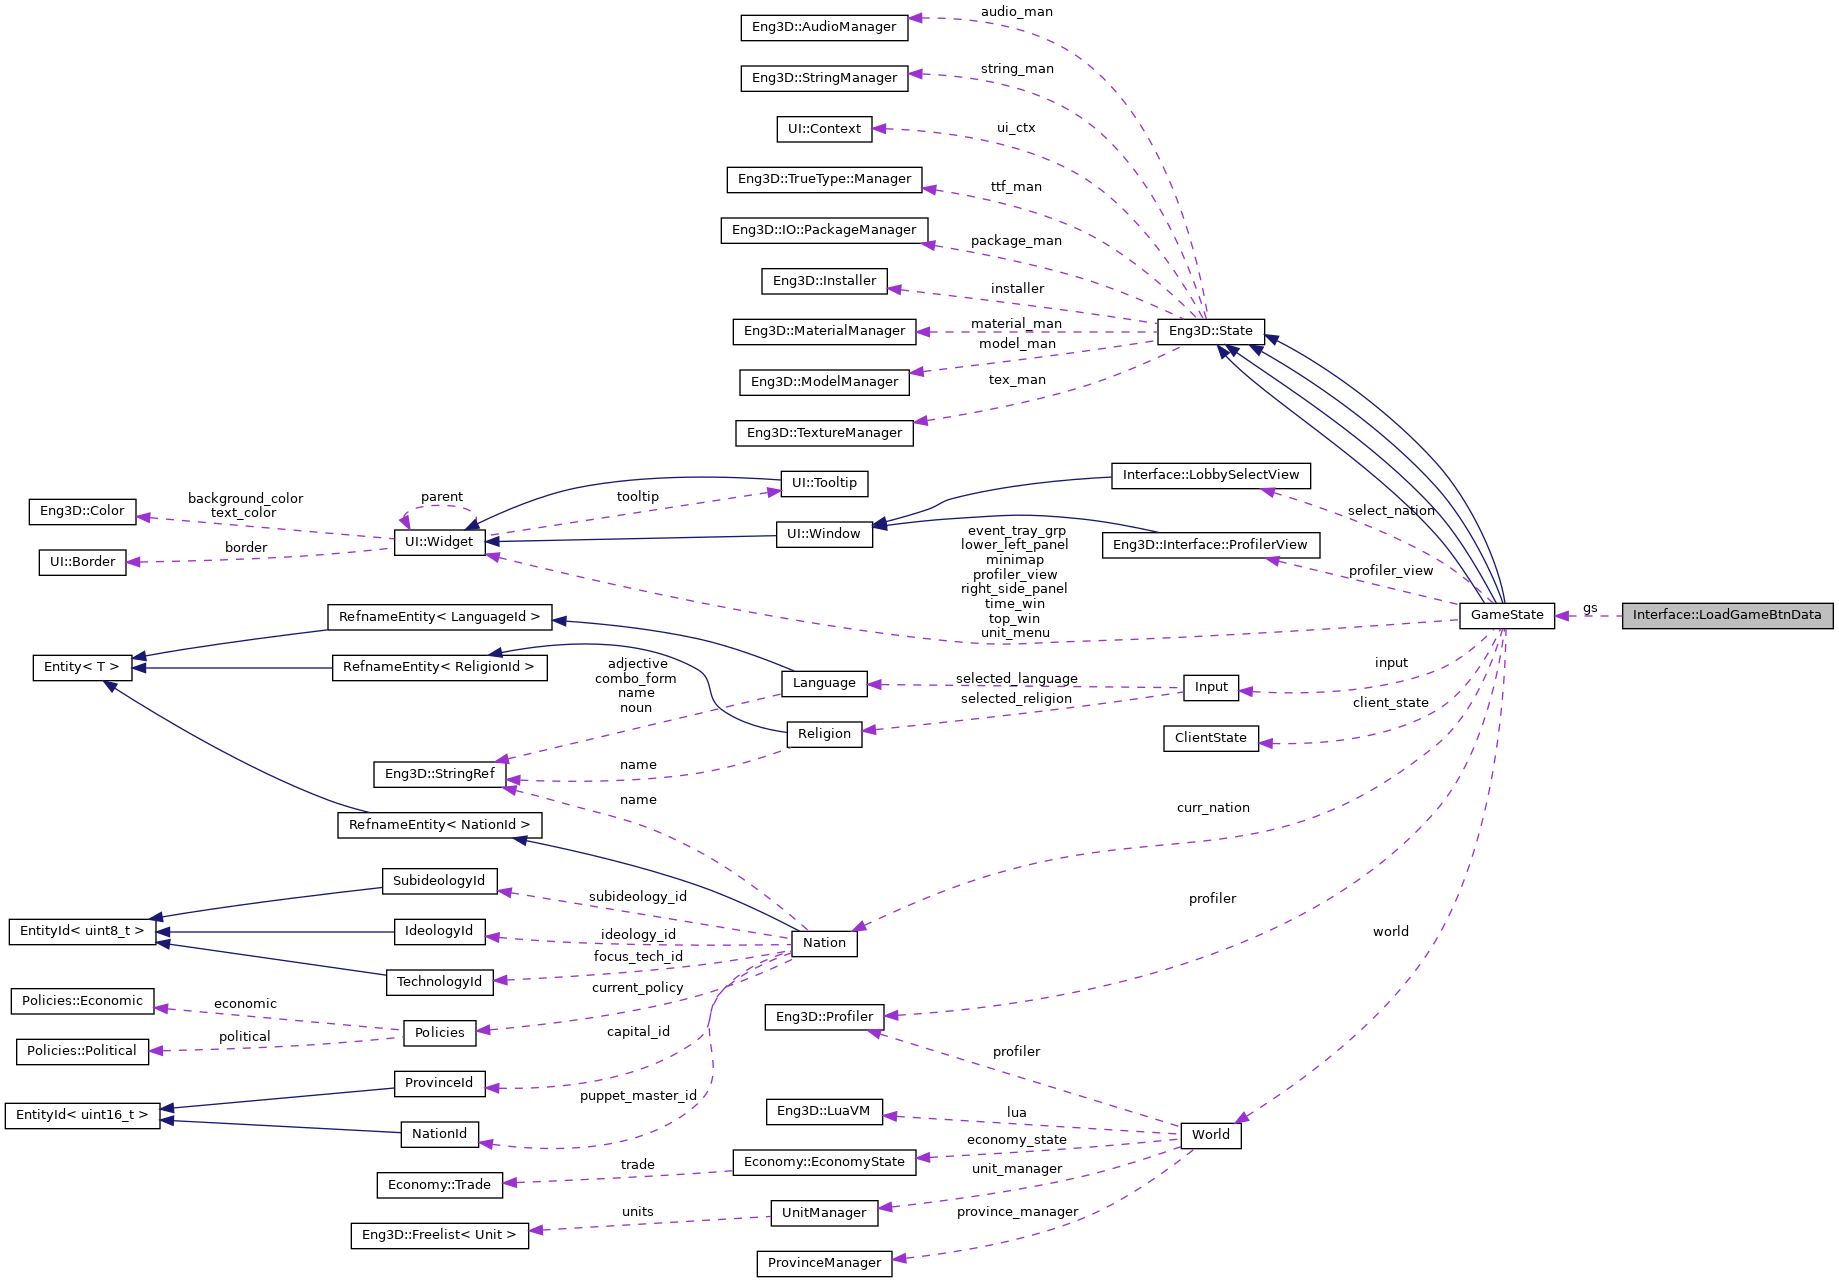 audio_man
Eng3D::AudioManager
string_man
Eng3D::StringManager
ui_ctx
UI::Context
ttf_man
Eng3D::TrueType::Manager
package_man
Eng3D::IO::PackageManager
installer
Eng3D::Installer
material_man
Eng3D::MaterialManager
Eng3D::State
model_man
Eng3D::ModelManager
tex_man
Eng3D::TextureManager
Interface::LobbySelectView
UI::Tooltip
tooltip
parent
background_color
text_color
Eng3D::Color
select_nation
UI::Window
UI::Widget
border
UI::Border
Eng3D::Interface::ProfilerView
profiler_view
event_tray_grp
lower_left_panel
minimap
profiler_view
right_side_panel
time_win
top_win
unit_menu
GameState
gs
Interface::LoadGameBtnData
RefnameEntity< LanguageId >
Entity< T >
RefnameEntity< ReligionId >
adjective
combo_form
name
noun
Language
selected_language
selected_religion
Input
input
client_state
ClientState
Religion
name
Eng3D::StringRef
name
RefnameEntity< NationId >
curr_nation
SubideologyId
subideology_id
profiler
EntityId< uint8_t >
IdeologyId
ideology_id
Nation
world
focus_tech_id
TechnologyId
current_policy
Policies::Economic
economic
Policies
political
Policies::Political
capital_id
Eng3D::Profiler
profiler
ProvinceId
puppet_master_id
EntityId< uint16_t >
NationId
Eng3D::LuaVM
lua
World
economy_state
Economy::EconomyState
trade
Economy::Trade
unit_manager
UnitManager
units
Eng3D::Freelist< Unit >
province_manager
ProvinceManager